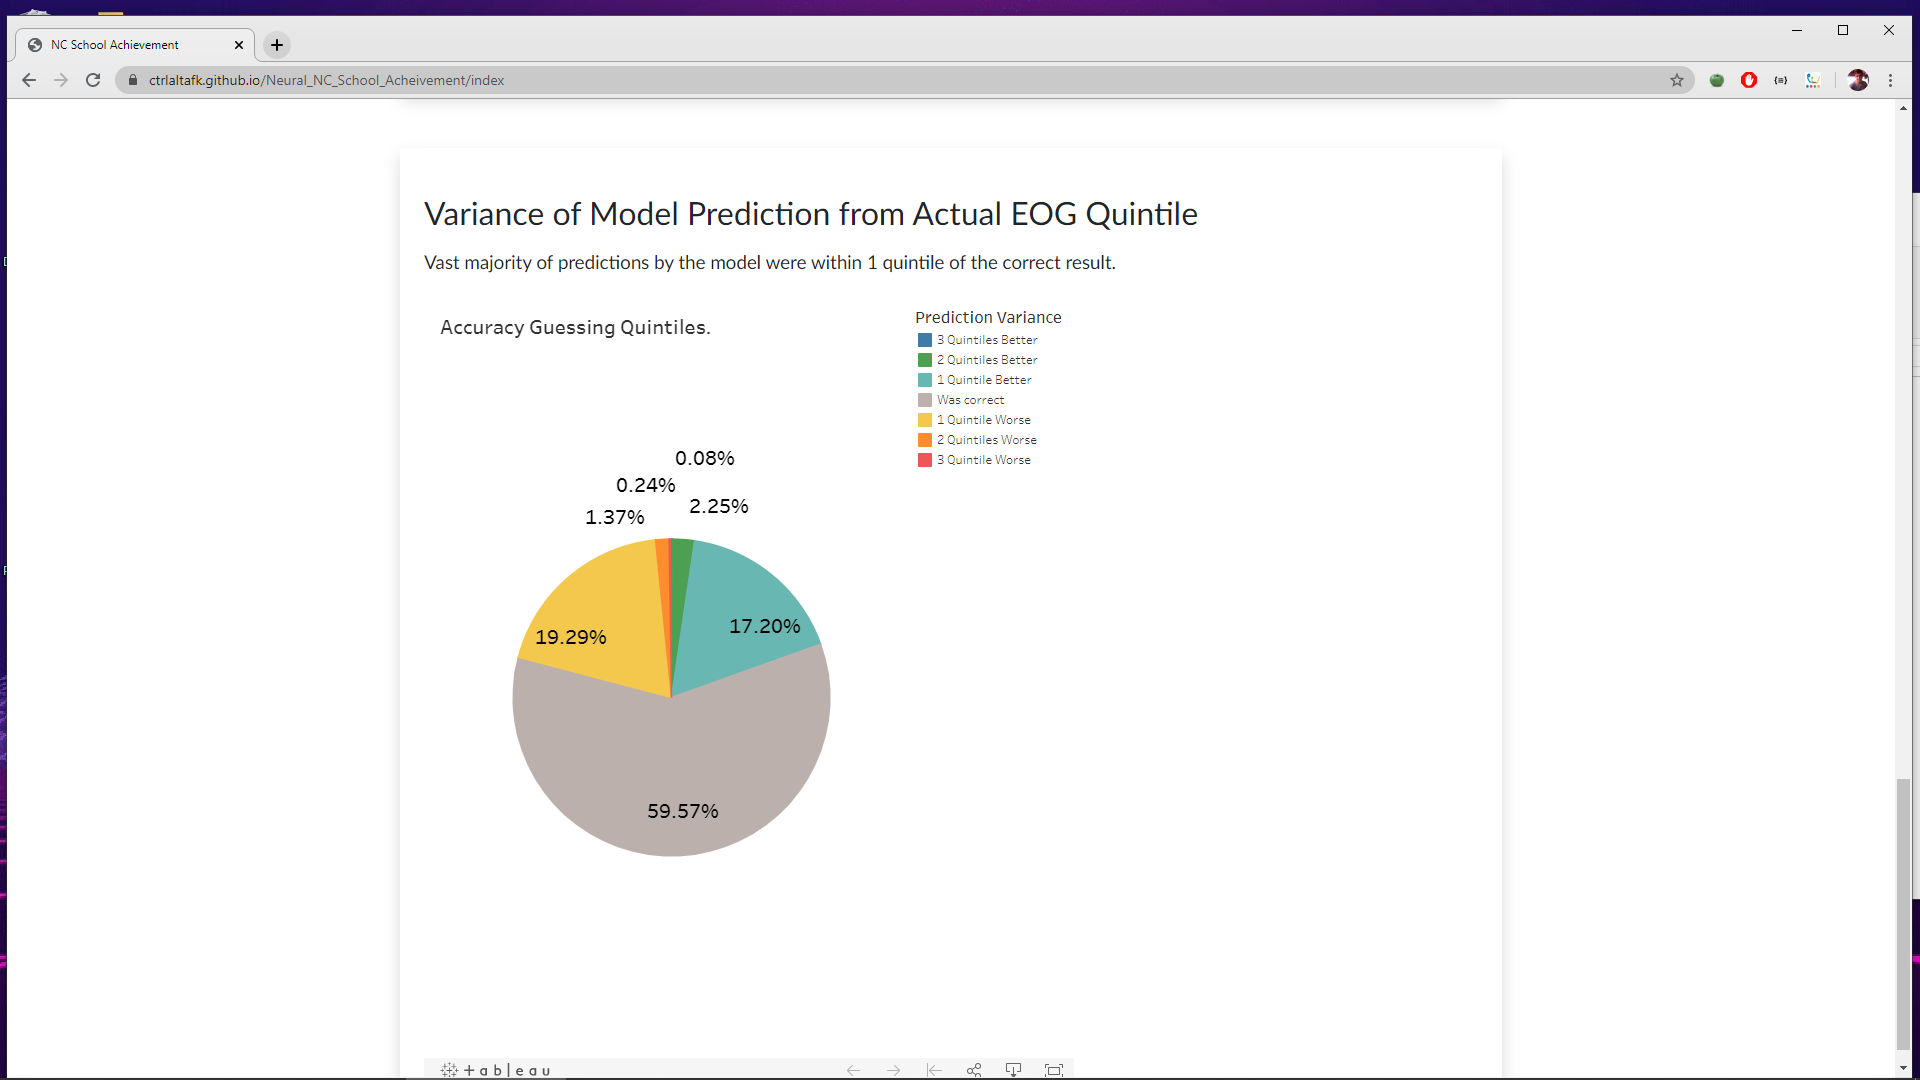 NC School Achievement
ctrlaltafk.github.io/Neural_NC_School_Acheivement/index
Variance of Model Prediction from Actual EOG Quintile
Vast majority of predictions by the model were within 1 quintile of the correct result.
Accuracy Guessing Quintiles.
Prediction Variance
3 Quintiles Better
2 Quintiles Better
1 Quintile Better
Was correct
1 Quintile Worse
2 Quintiles Worse
3 Quintile Worse
0.08%
0.24%
2.25%
1.37%
17.20%
19.29%
59.57%
+ableau